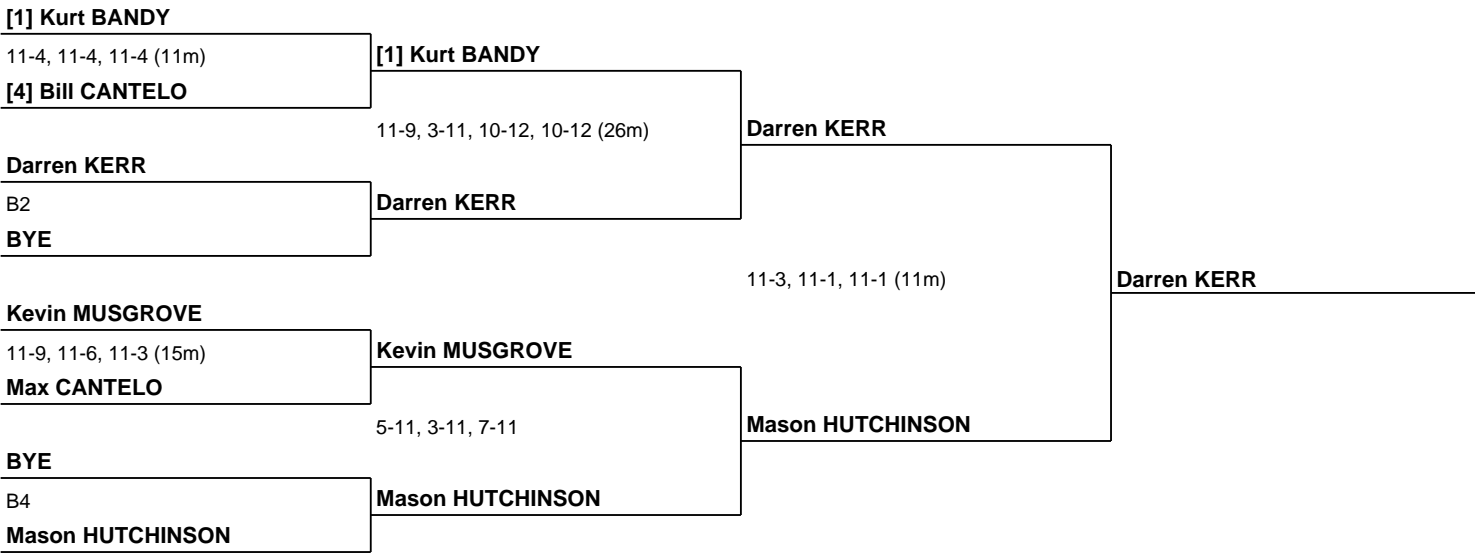 [1] Kurt BANDY
11-4, 11-4, 11-4 (11m)
[4] Bill CANTELO
Darren KERR
B2
BYE
Kevin MUSGROVE
11-9, 11-6, 11-3 (15m)
Max CANTELO
BYE
B4
Mason HUTCHINSON
[1] Kurt BANDY
11-9, 3-11, 10-12, 10-12 (26m)
Darren KERR
Kevin MUSGROVE
5-11, 3-11, 7-11
Mason HUTCHINSON
Darren KERR
11-3, 11-1, 11-1 (11m)
Mason HUTCHINSON
Darren KERR